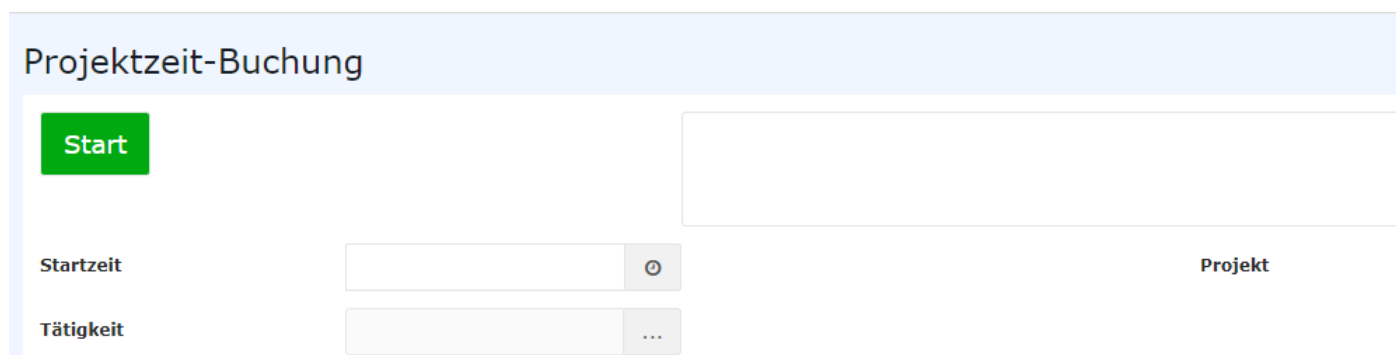 Projektzeit-Buchung
Start
Startzeit
Projekt
Tätigkeit
...